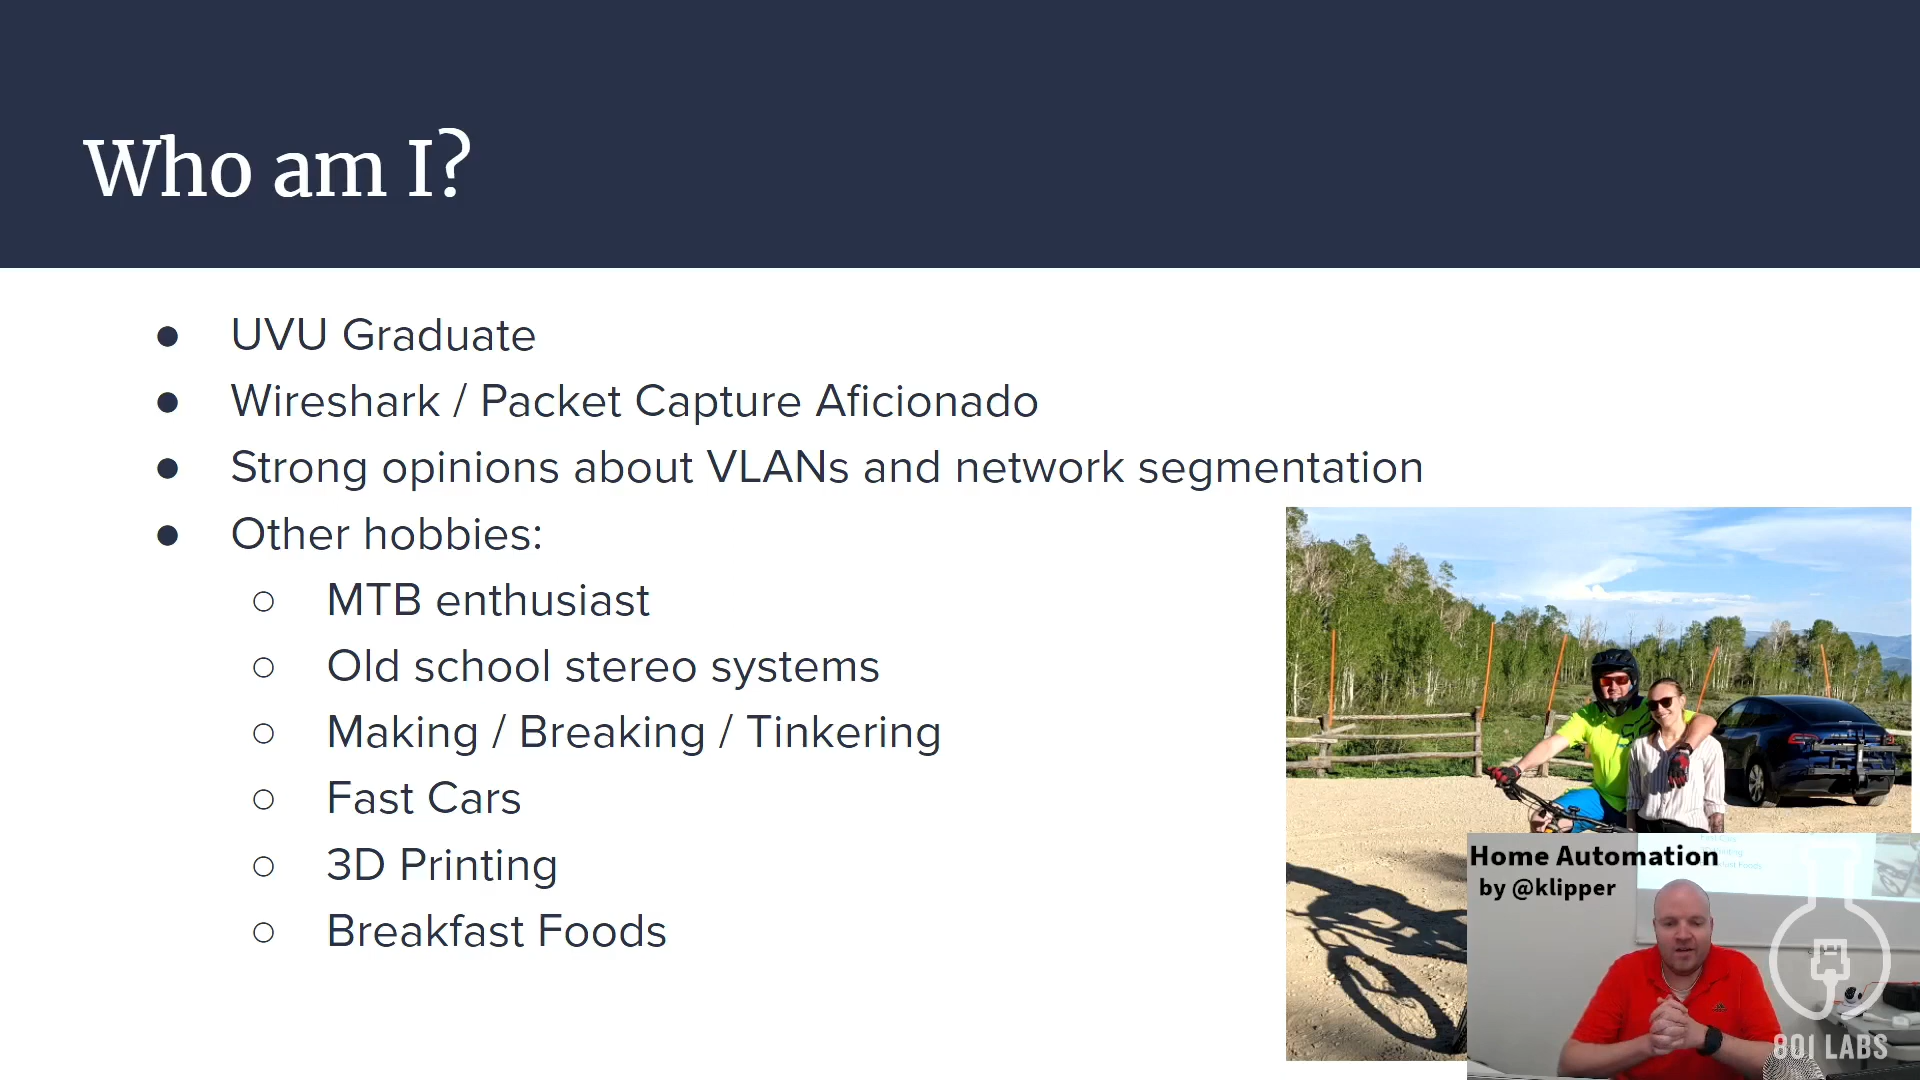 Who am I?
● UVU Graduate
● Wireshark / Packet Capture Aficionado
● Strong opinions about VLANs and network segmentation
● Other hobbies:
○ MTB enthusiast
○ Old school stereo systems
○ Making / Breaking / Tinkering
○ Fast Cars
○ 3D Printing
○ Breakfast Foods
Home Automation
by @klipper
801 LABS